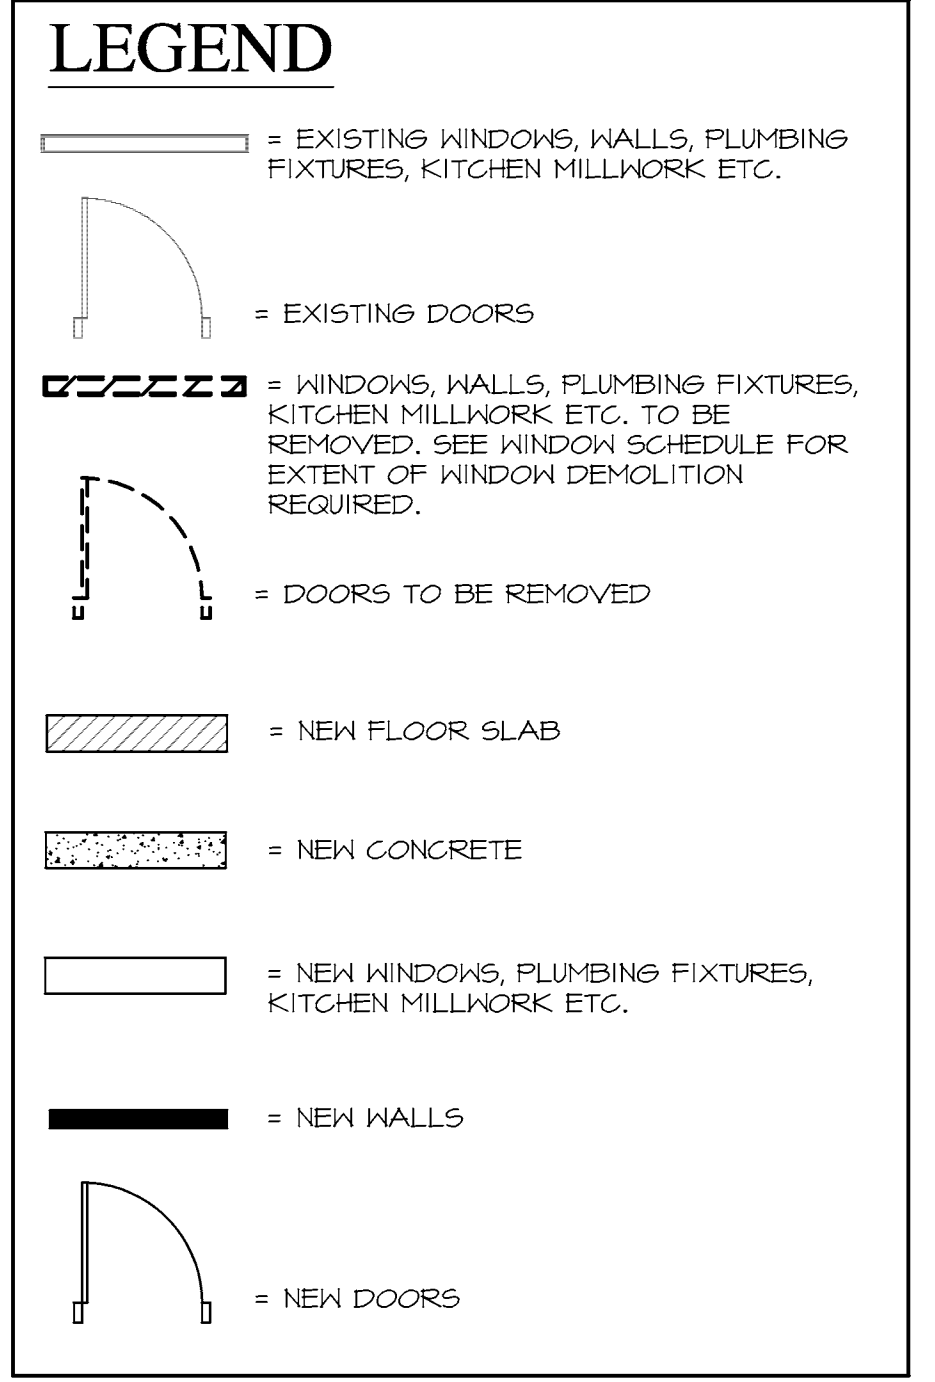 LEGEND
= EXISTING WINDOWS, WALLS, PLUMBING
FIXTURES, KITCHEN MILLWORK ETC.
= EXISTING DOORS
= WINDOWS, WALLS, PLUMBING FIXTURES,
KITCHEN MILLWORK ETC. TO BE
REMOVED. SEE WINDOW SCHEDULE FOR
EXTENT OF WINDOW DEMOLITION
REQUIRED.
= DOORS TO BE REMOVED
= NEW FLOOR SLAB
= NEW CONCRETE
= NEW WINDOWS, PLUMBING FIXTURES,
KITCHEN MILLWORK ETC.
= NEW WALLS
= NEW DOORS